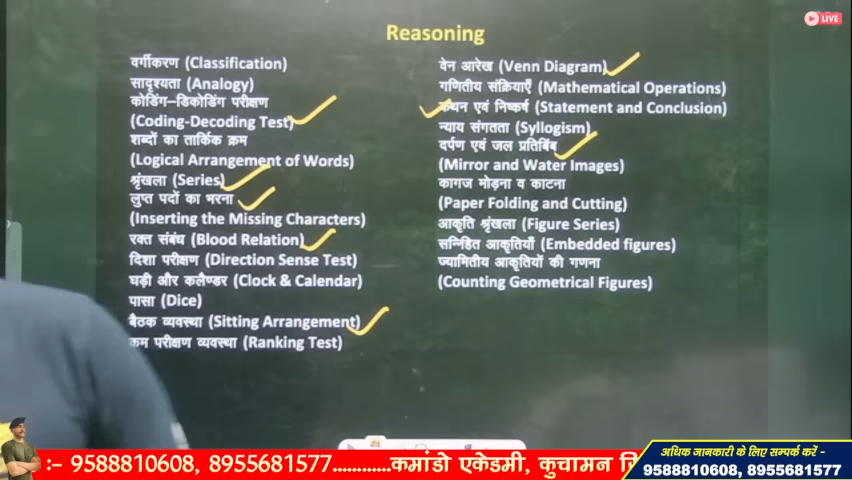 LIVE
Reasoning
वर्गीकरण (Classification)
सादृश्यता (Analogy)
कोडिंग-डिकोडिंग परीक्षण
(Coding-Decoding Test)
शब्दों का तार्किक क्रम
(Logical Arrangement of Words)
श्रृंखला (Series)
लुप्त पदों का भरना
(Inserting the Missing Characters)
रक्त संबंध (Blood Relation)
दिशा परीक्षण (Direction Sense Test)
घड़ी और कलैण्डर (Clock & Calendar)
पासा (Dice)
बैठक व्यवस्था (Sitting Arrangement)
कम परीक्षण व्यवस्था (Ranking Test)
वेन आरेख (Venn Diagram)
गणितीय संक्रियाएँ (Mathematical Operations)
कथन एवं निष्कर्ष (Statement and Conclusion)
न्याय संगतता (Syllogism)
दर्पण एवं जल प्रतिबिंब
(Mirror and Water Images)
कागज मोड़ना व काटना
(Paper Folding and Cutting)
आकृति श्रृंखला (Figure Series)
सन्निहित आकृतियाँ (Embedded figures)
ज्यामितीय आकृतियों की गणना
(Counting Geometrical Figures)
:- 9588810608, 8955681577............कमांडो एकेडमी, कुचामन
अधिक जानकारी के लिए सम्पर्क करें -
9588810608, 8955681577